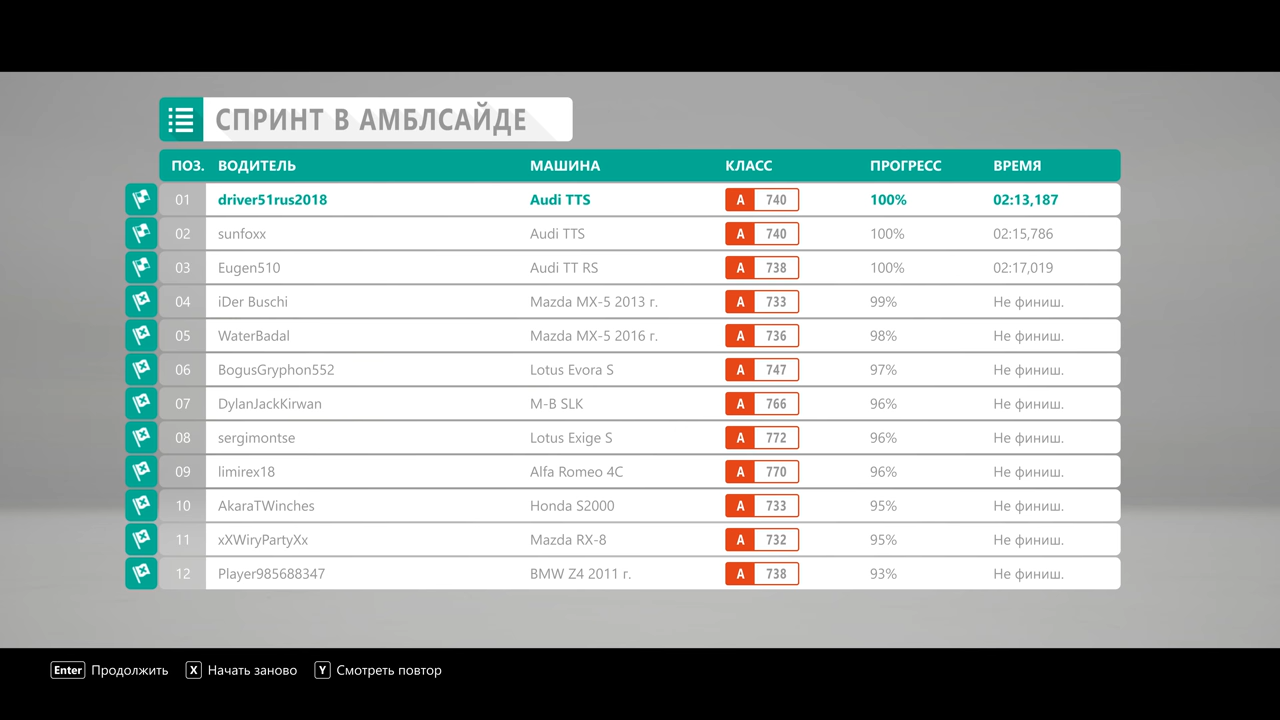 СПРИНТ В АМБЛСАЙДЕ
ПОЗ. ВОДИТЕЛЬ МАШИНА КЛАСС ПРОГРЕСС ВРЕМЯ
01 driver51rus2018 Audi TTS A 740 100% 02:13,187
02 sunfoxx Audi TTS A 740 100% 02:15,786
03 Eugen510 Audi TT RS A 738 100% 02:17,019
04 iDer Buschi Mazda MX-5 2013 г. A 733 99% Не финиш.
05 WaterBadal Mazda MX-5 2016 г. A 736 98% Не финиш.
06 BogusGryphon552 Lotus Evora S A 747 97% Не финиш.
07 DylanJackKirwan M-B SLK A 766 96% Не финиш.
08 sergimontse Lotus Exige S A 772 96% Не финиш.
09 limirex18 Alfa Romeo 4C A 770 96% Не финиш.
10 AkaraTWinches Honda S2000 A 733 95% Не финиш.
11 xXWiryPartyXx Mazda RX-8 A 732 95% Не финиш.
12 Player985688347 BMW Z4 2011 г. A 738 93% Не финиш.
Enter Продолжить X Начать заново Y Смотреть повтор